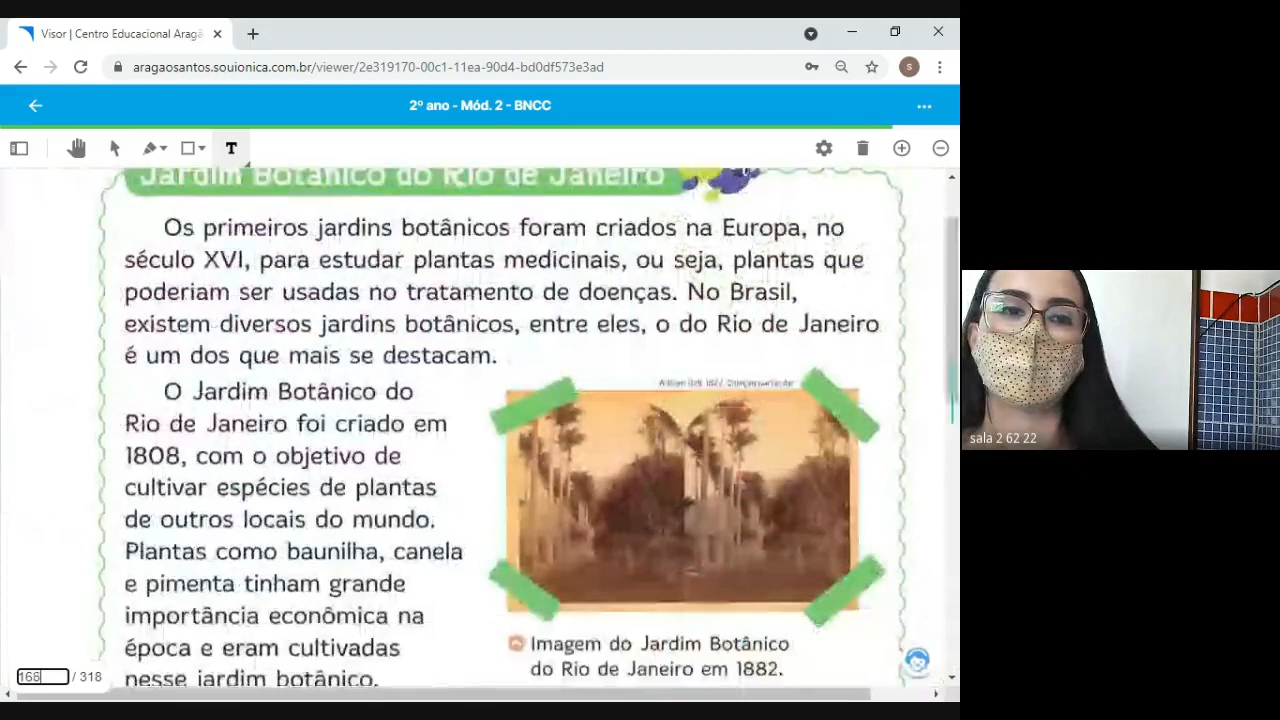 Visor | Centro Educacional Aragã
aragaosantos.souionica.com.br/viewer/2e319170-00c1-11ea-90d4-bd0df573e3ad
s
2º ano - Mód. 2 - BNCC
T
Jardim Botânico do Rio de Janeiro
Os primeiros jardins botânicos foram criados na Europa, no
século XVI, para estudar plantas medicinais, ou seja, plantas que
poderiam ser usadas no tratamento de doenças. No Brasil,
existem diversos jardins botânicos, entre eles, o do Rio de Janeiro
é um dos que mais se destacam.
O Jardim Botânico do
Rio de Janeiro foi criado em
1808, com o objetivo de
cultivar espécies de plantas
de outros locais do mundo.
Plantas como baunilha, canela
e pimenta tinham grande
importância econômica na
época e eram cultivadas
nesse jardim botânico.
Imagem do Jardim Botânico
do Rio de Janeiro em 1882.
166 / 318
sala 2 62 22